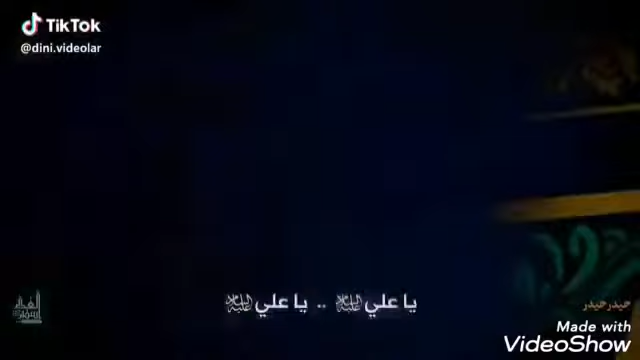 TikTok
@dini.videolar
يا علي عليه السلام .. يا علي عليه السلام
حيدر حيدر
Made with
VideoShow